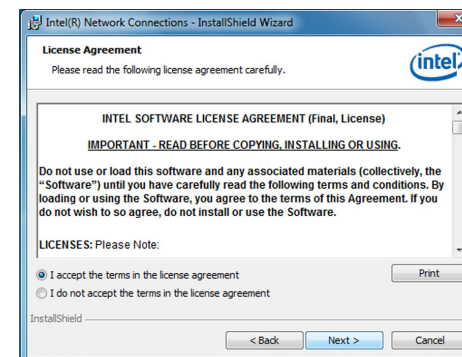 Intel(R) Network Connections - InstallShield Wizard
License Agreement
Please read the following license agreement carefully.
intel
INTEL SOFTWARE LICENSE AGREEMENT (Final, License)
IMPORTANT - READ BEFORE COPYING, INSTALLING OR USING.
Do not use or load this software and any associated materials (collectively, the
“Software”) until you have carefully read the following terms and conditions. By
loading or using the Software, you agree to the terms of this Agreement. If you
do not wish to so agree, do not install or use the Software.
LICENSES: Please Note:
I accept the terms in the license agreement
Print
I do not accept the terms in the license agreement
InstallShield
< Back
Next >
Cancel